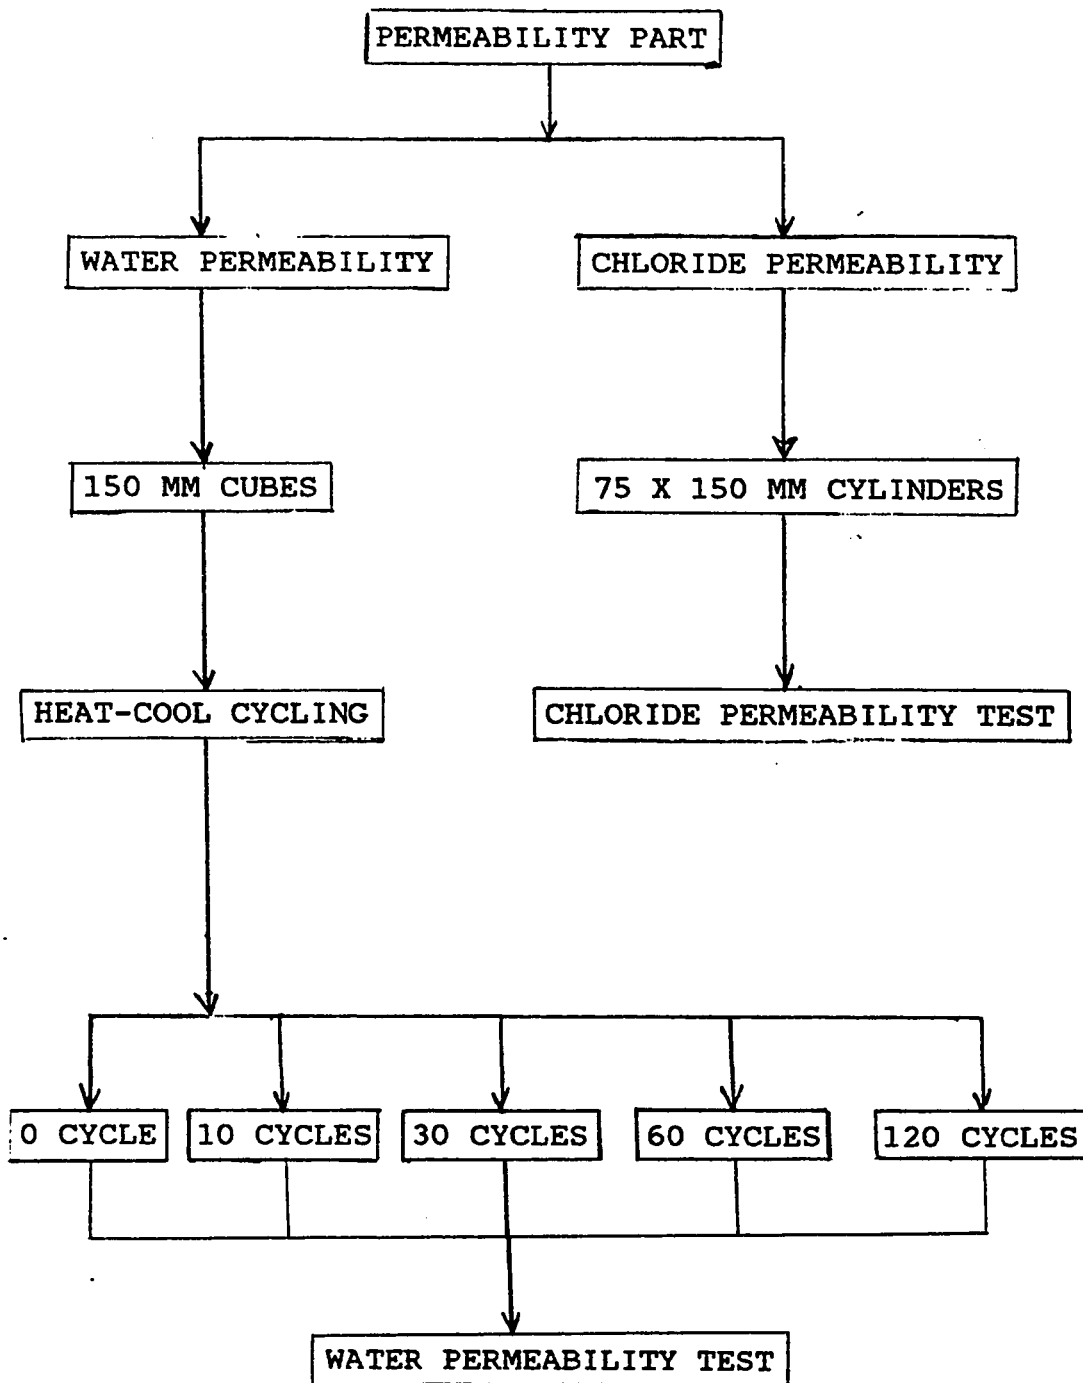 PERMEABILITY PART
WATER PERMEABILITY
CHLORIDE PERMEABILITY
150 MM CUBES
75 X 150 MM CYLINDERS
HEAT-COOL CYCLING
CHLORIDE PERMEABILITY TEST
0 CYCLE
10 CYCLES
30 CYCLES
60 CYCLES
120 CYCLES
WATER PERMEABILITY TEST